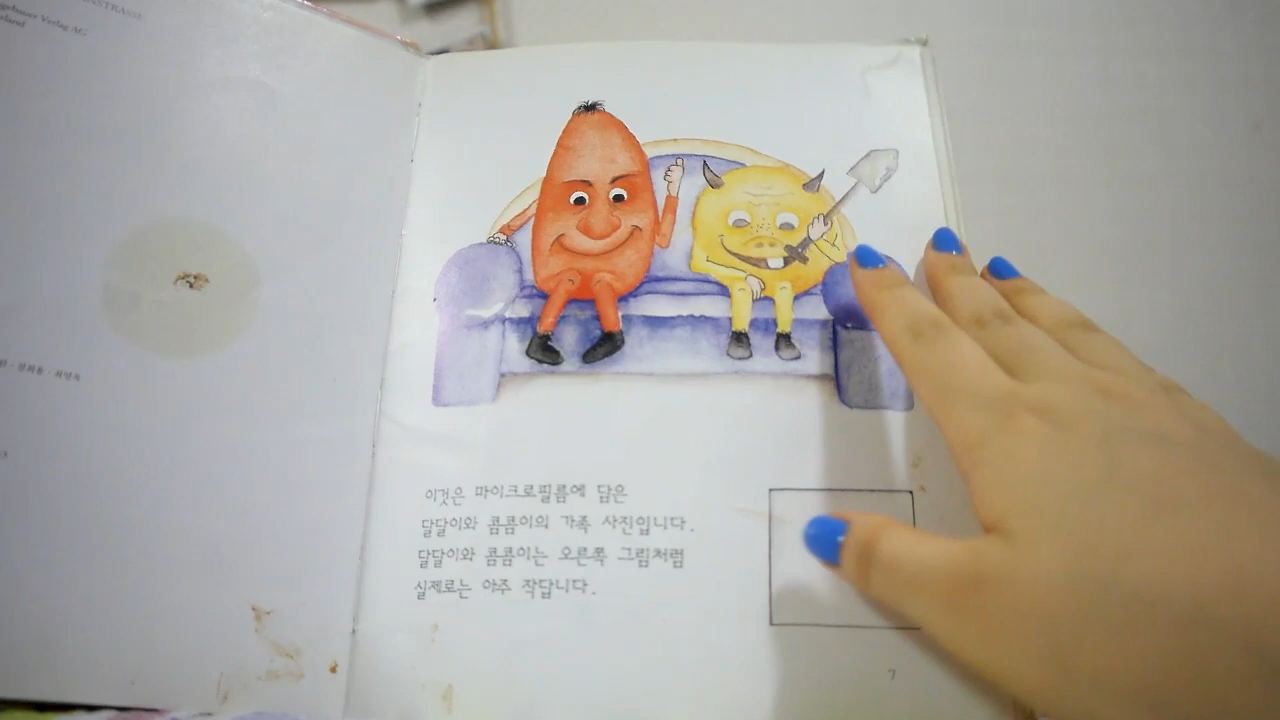 Verlag AG
이것은 마이크로필름에 담은
달달이와 콤콤이의 가족 사진입니다.
달달이와 콤콤이는 오른쪽 그림처럼
실제로는 아주 작답니다.
7